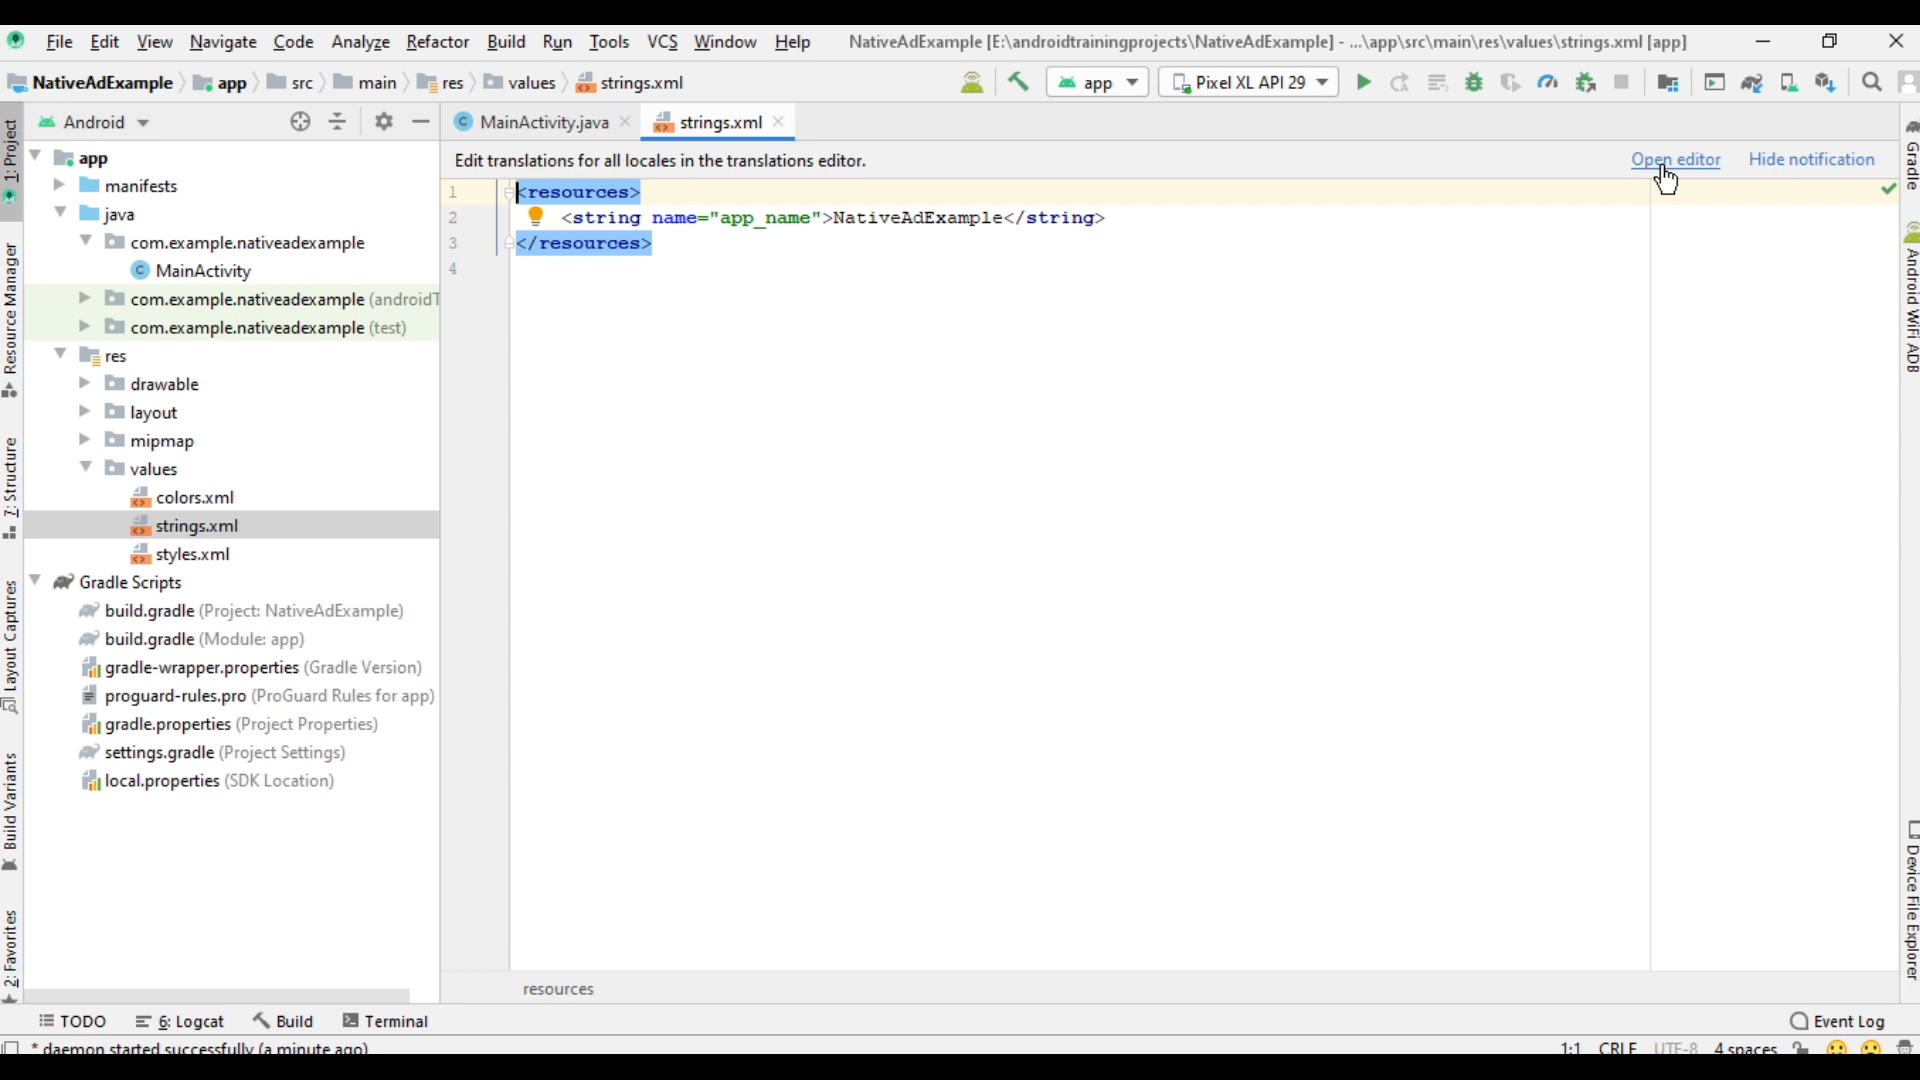 File Edit View Navigate Code Analyze Refactor Build Run Tools VCS Window Help NativeAdExample [E:\androidtrainingprojects\NativeAdExample] - ...\app\src\main\res\values\strings.xml [app]
NativeAdExample app src main res values strings.xml app Pixel XL API 29
Android MainActivity.java strings.xml
Edit translations for all locales in the translations editor. Open editor Hide notification
1: Project
Resource Manager
7: Structure
Layout Captures
Build Variants
2: Favorites
app
manifests
java
com.example.nativeadexample
MainActivity
com.example.nativeadexample (androidT
com.example.nativeadexample (test)
res
drawable
layout
mipmap
values
colors.xml
strings.xml
styles.xml
Gradle Scripts
build.gradle (Project: NativeAdExample)
build.gradle (Module: app)
gradle-wrapper.properties (Gradle Version)
proguard-rules.pro (ProGuard Rules for app)
gradle.properties (Project Properties)
settings.gradle (Project Settings)
local.properties (SDK Location)
1 <resources>
2 <string name="app_name">NativeAdExample</string>
3 </resources>
4
resources
Gradle
Android WiFi ADB
Device File Explorer
TODO 6: Logcat Build Terminal Event Log
* daemon started successfully (a minute ago) 1:1 CRLF UTF-8 4 spaces